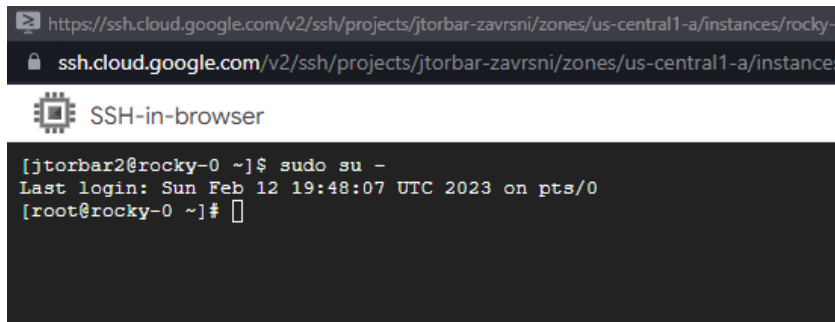 https://ssh.cloud.google.com/v2/ssh/projects/jtorbar-zavrsni/zones/us-central1-a/instances/rocky-
ssh.cloud.google.com/v2/ssh/projects/jtorbar-zavrsni/zones/us-central1-a/instances
SSH-in-browser
[jtorbar2@rocky-0 ~]$ sudo su -
Last login: Sun Feb 12 19:48:07 UTC 2023 on pts/0
[root@rocky-0 ~]#